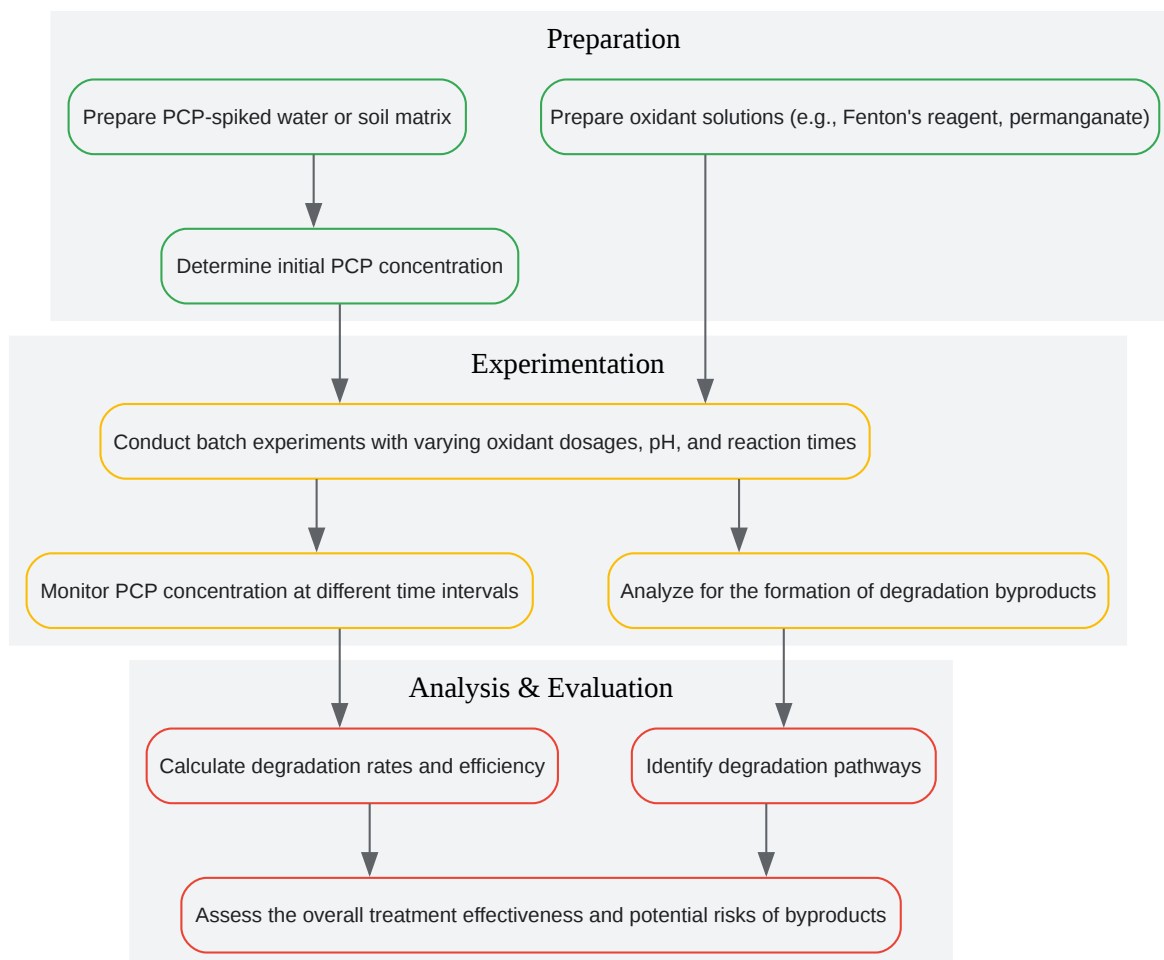 Preparation
Prepare PCP-spiked water or soil matrix
Prepare oxidant solutions (e.g., Fenton's reagent, permanganate)
Determine initial PCP concentration
Experimentation
Conduct batch experiments with varying oxidant dosages, pH, and reaction times
Monitor PCP concentration at different time intervals
Analyze for the formation of degradation byproducts
Analysis & Evaluation
Calculate degradation rates and efficiency
Identify degradation pathways
Assess the overall treatment effectiveness and potential risks of byproducts